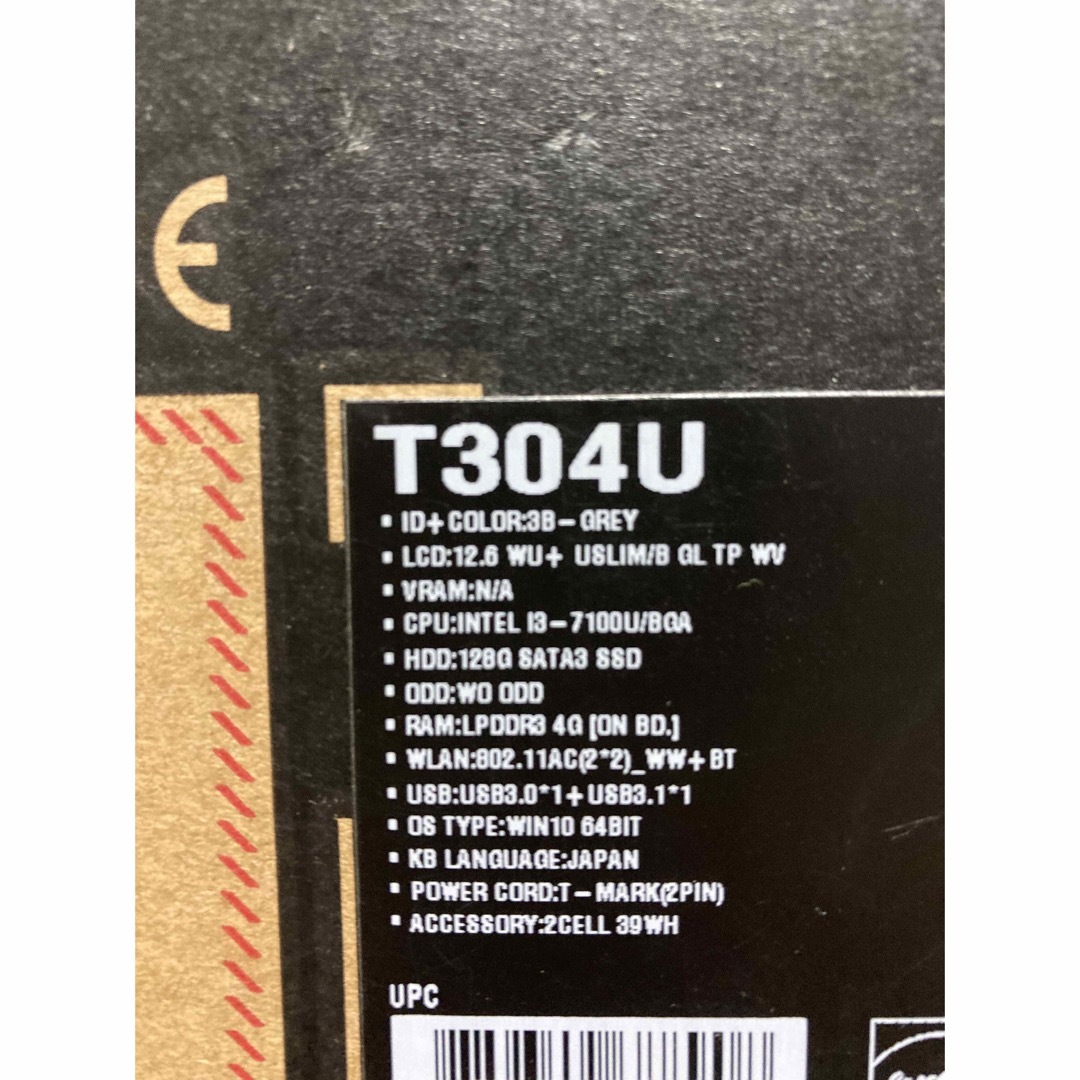 CE
T304U
▪ ID+COLOR:3B-GREY
▪ LCD:12.6 WU+ USLIM/B GL TP WV
▪ VRAM:N/A
▪ CPU:INTEL I3-7100U/BGA
▪ HDD:128G SATA3 SSD
▪ ODD:WO ODD
▪ RAM:LPDDR3 4G [ON BD.]
▪ WLAN:802.11AC(2*2)_WW+BT
▪ USB:USB3.0*1+USB3.1*1
▪ OS TYPE:WIN10 64BIT
▪ KB LANGUAGE:JAPAN
▪ POWER CORD:T-MARK(2PIN)
▪ ACCESSORY:2CELL 39WH
UPC